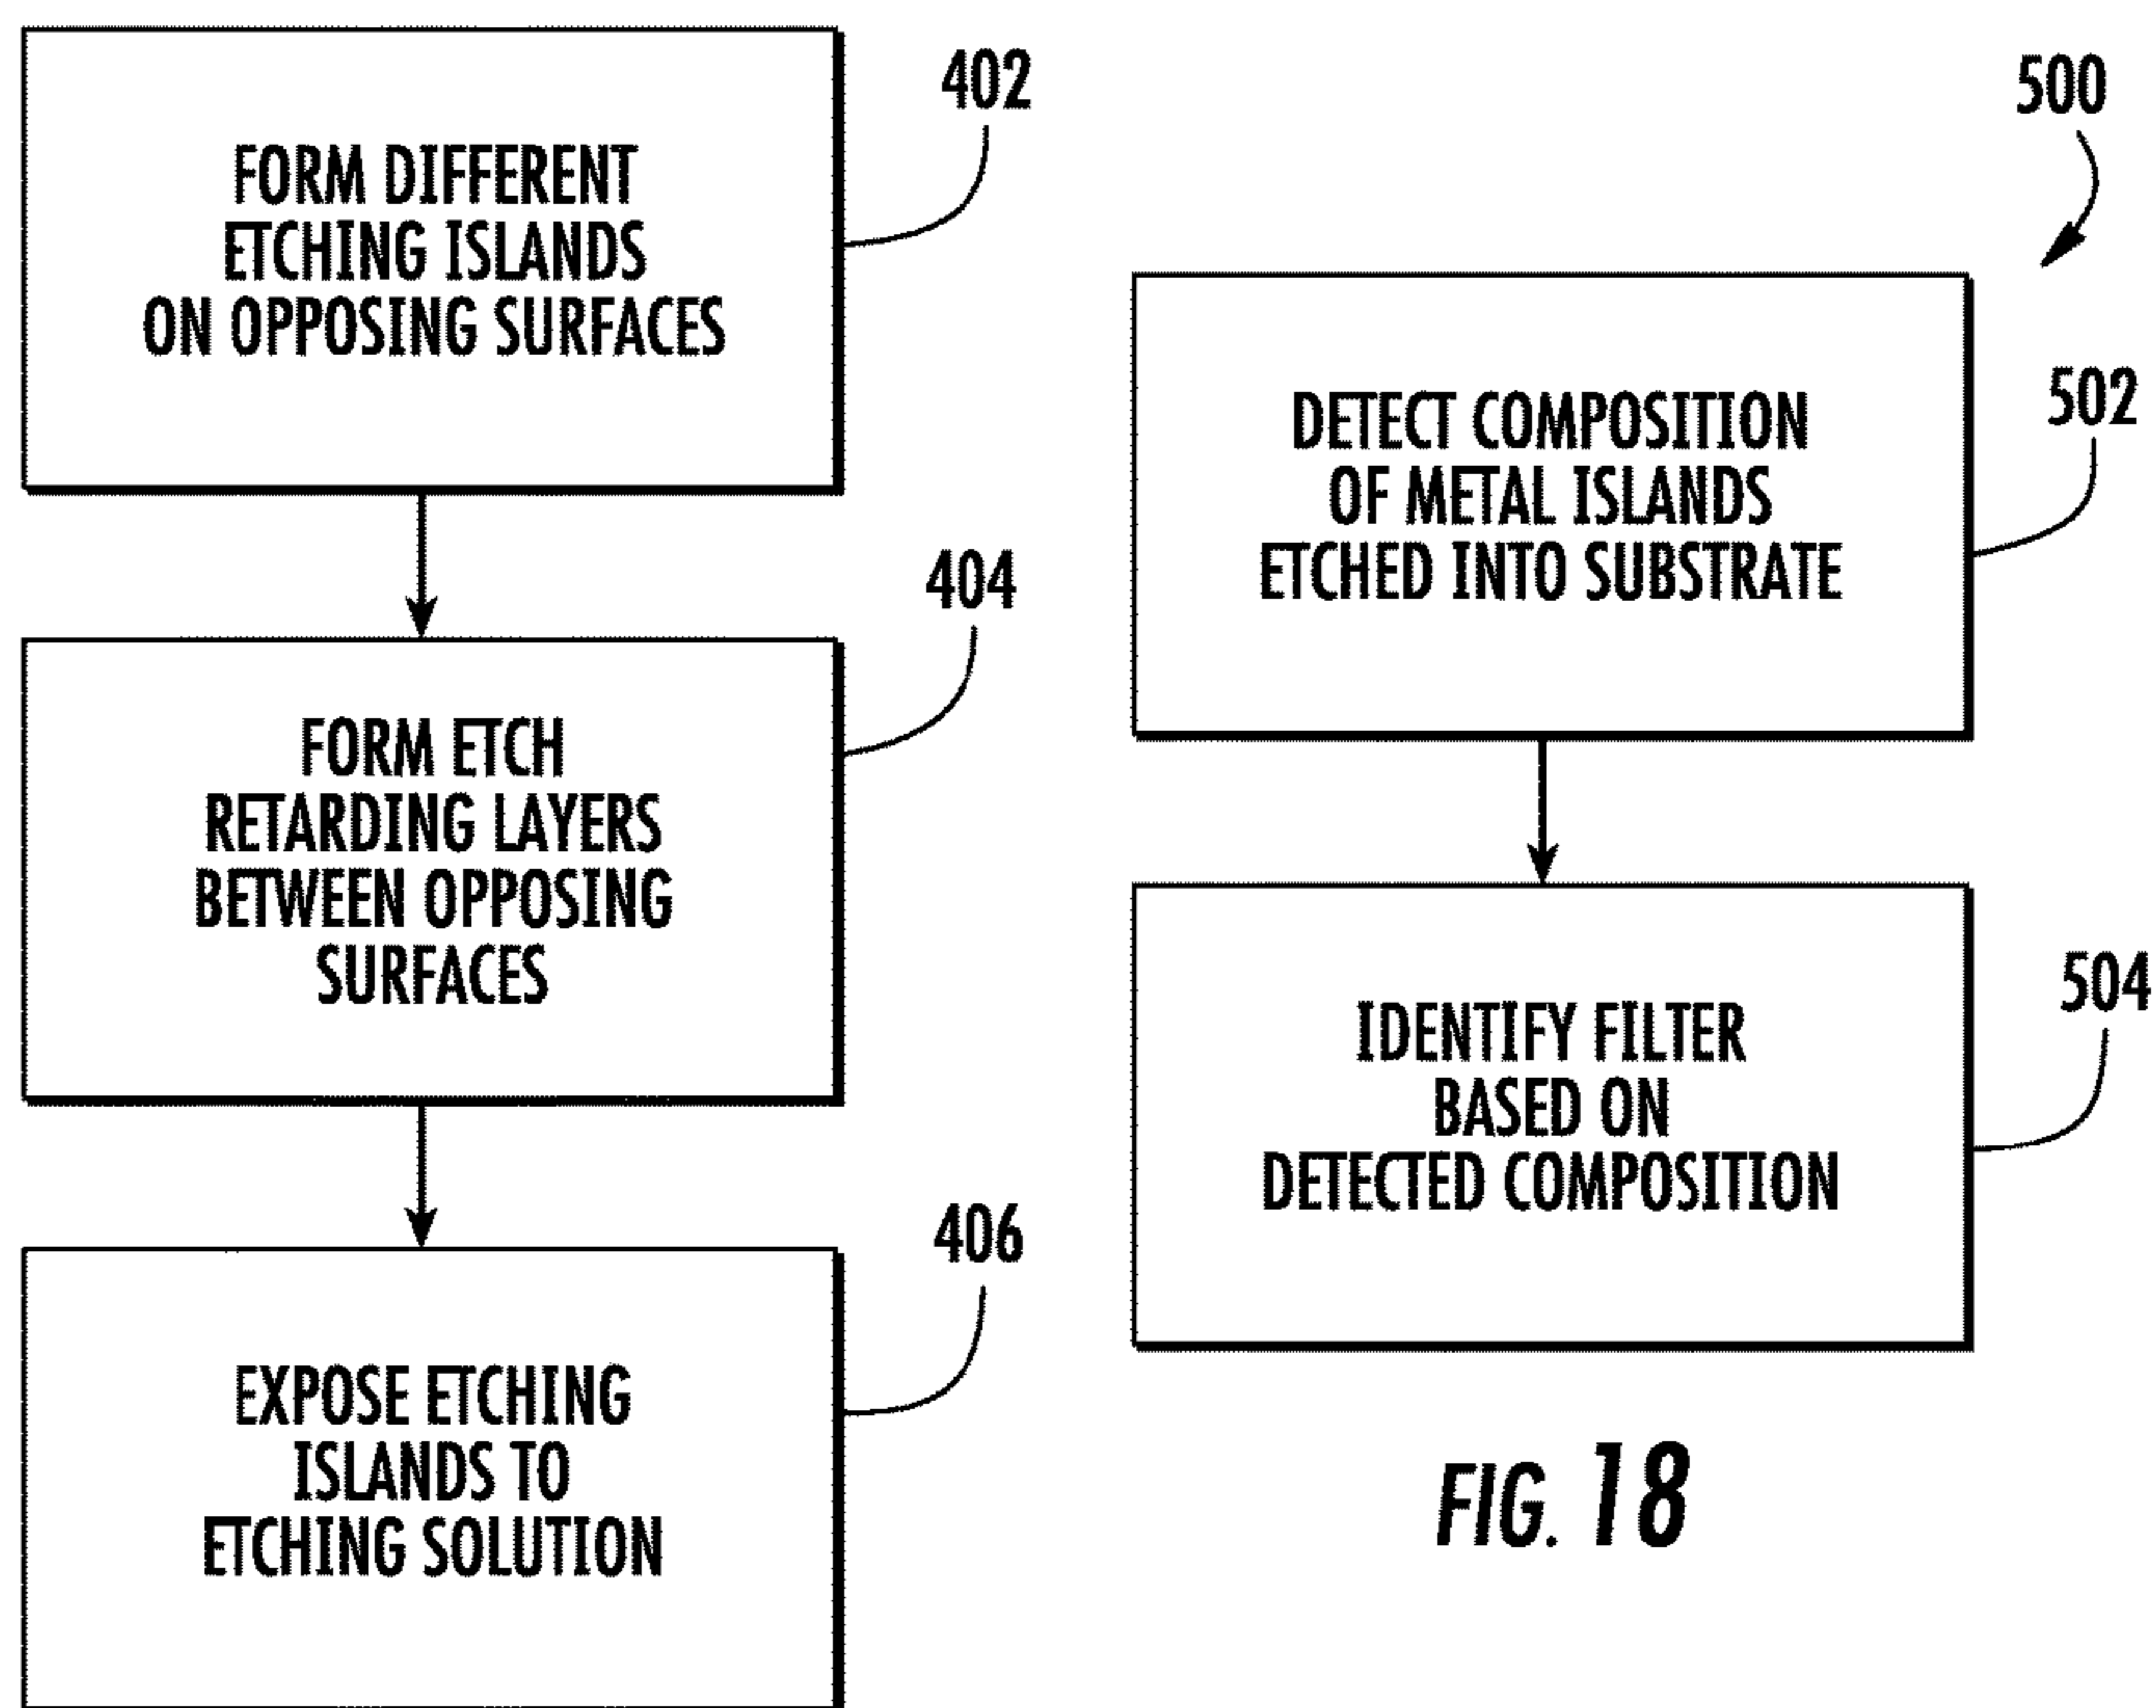 402
FORM DIFFERENT
ETCHING ISLANDS
ON OPPOSING SURFACES
404
FORM ETCH
RETARDING LAYERS
BETWEEN OPPOSING
SURFACES
406
EXPOSE ETCHING
ISLANDS TO
ETCHING SOLUTION
500
502
DETECT COMPOSITION
OF METAL ISLANDS
ETCHED INTO SUBSTRATE
504
IDENTIFY FILTER
BASED ON
DETECTED COMPOSITION
FIG. 18